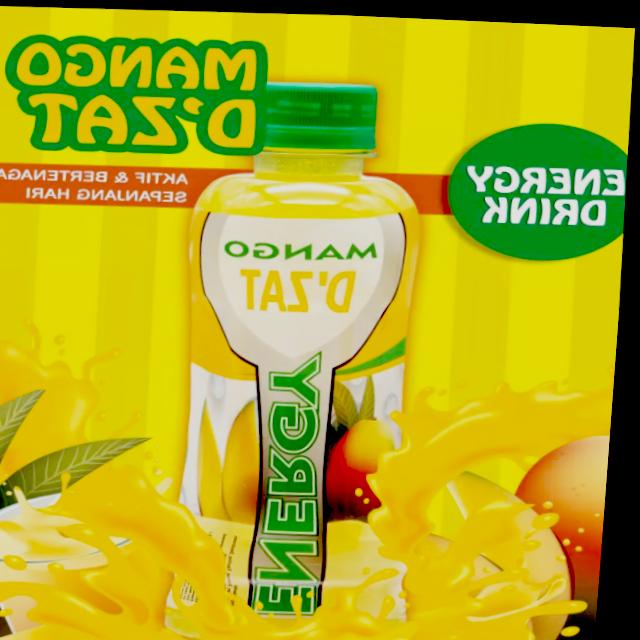 MANGO
D'ZAT
AKTIF & BERTENAGA
SEPANJANG HARI
ENERGY
DRINK
MANGO
D'ZAT
ENERGY